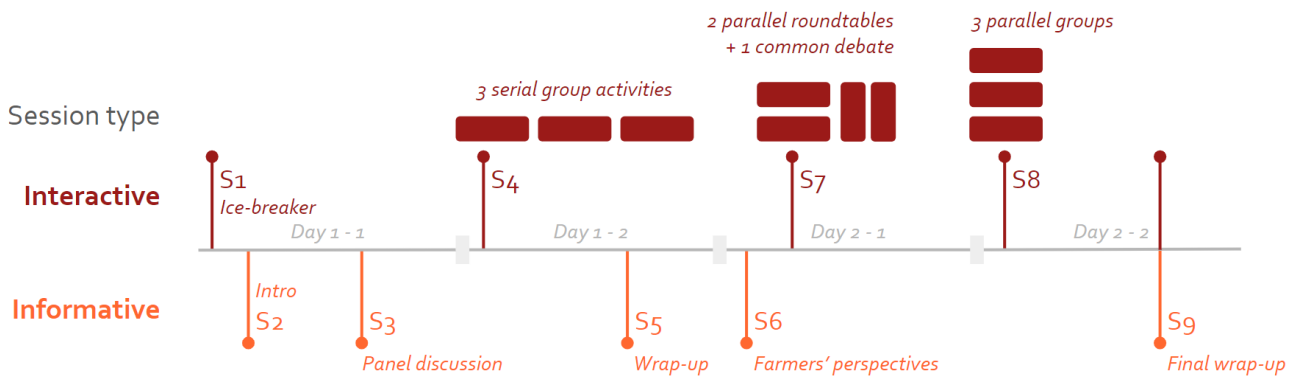 2 parallel roundtables
+ 1 common debate
3 parallel groups
3 serial group activities
Session type
Interactive
S1
Ice-breaker
S4
S7
S8
Day 1 - 1
Day 1 - 2
Day 2 - 1
Day 2 - 2
Informative
Intro
S2
S3
Panel discussion
S5
Wrap-up
S6
Farmers' perspectives
S9
Final wrap-up